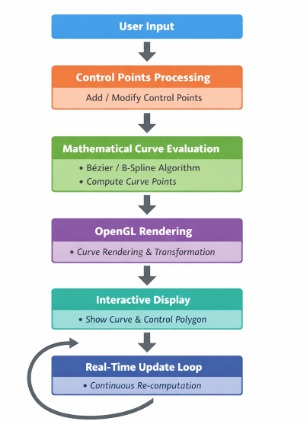 User Input
Control Points Processing
Add / Modify Control Points
Mathematical Curve Evaluation
• Bézier / B-Spline Algorithm
• Compute Curve Points
OpenGL Rendering
• Curve Rendering & Transformation
Interactive Display
• Show Curve & Control Polygon
Real-Time Update Loop
• Continuous Re-computation